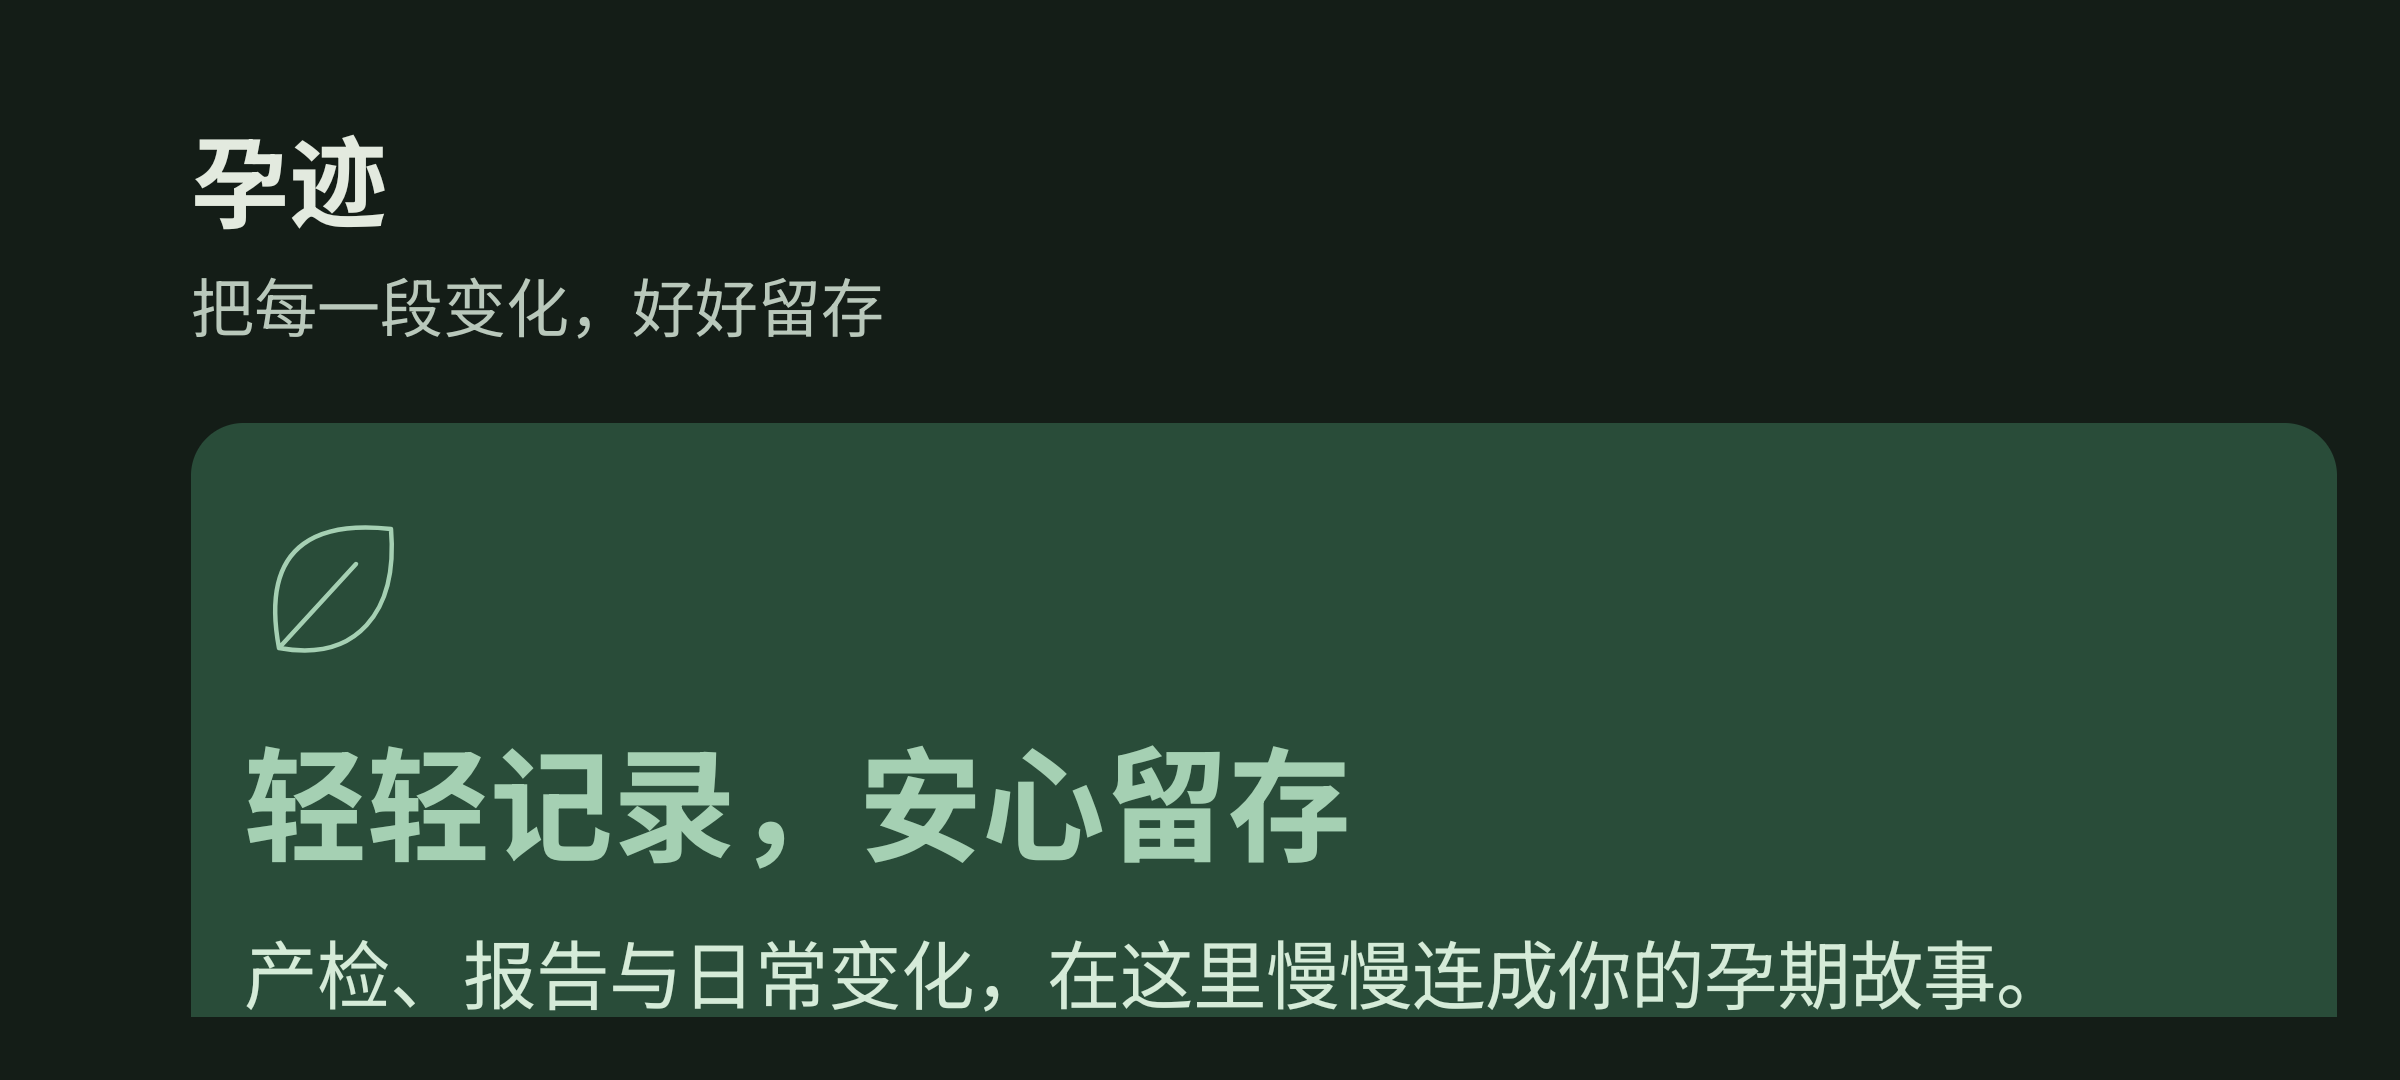 孕迹
把每一段变化，好好留存
轻轻记录，安心留存
产检、报告与日常变化，在这里慢慢连成你的孕期故事。